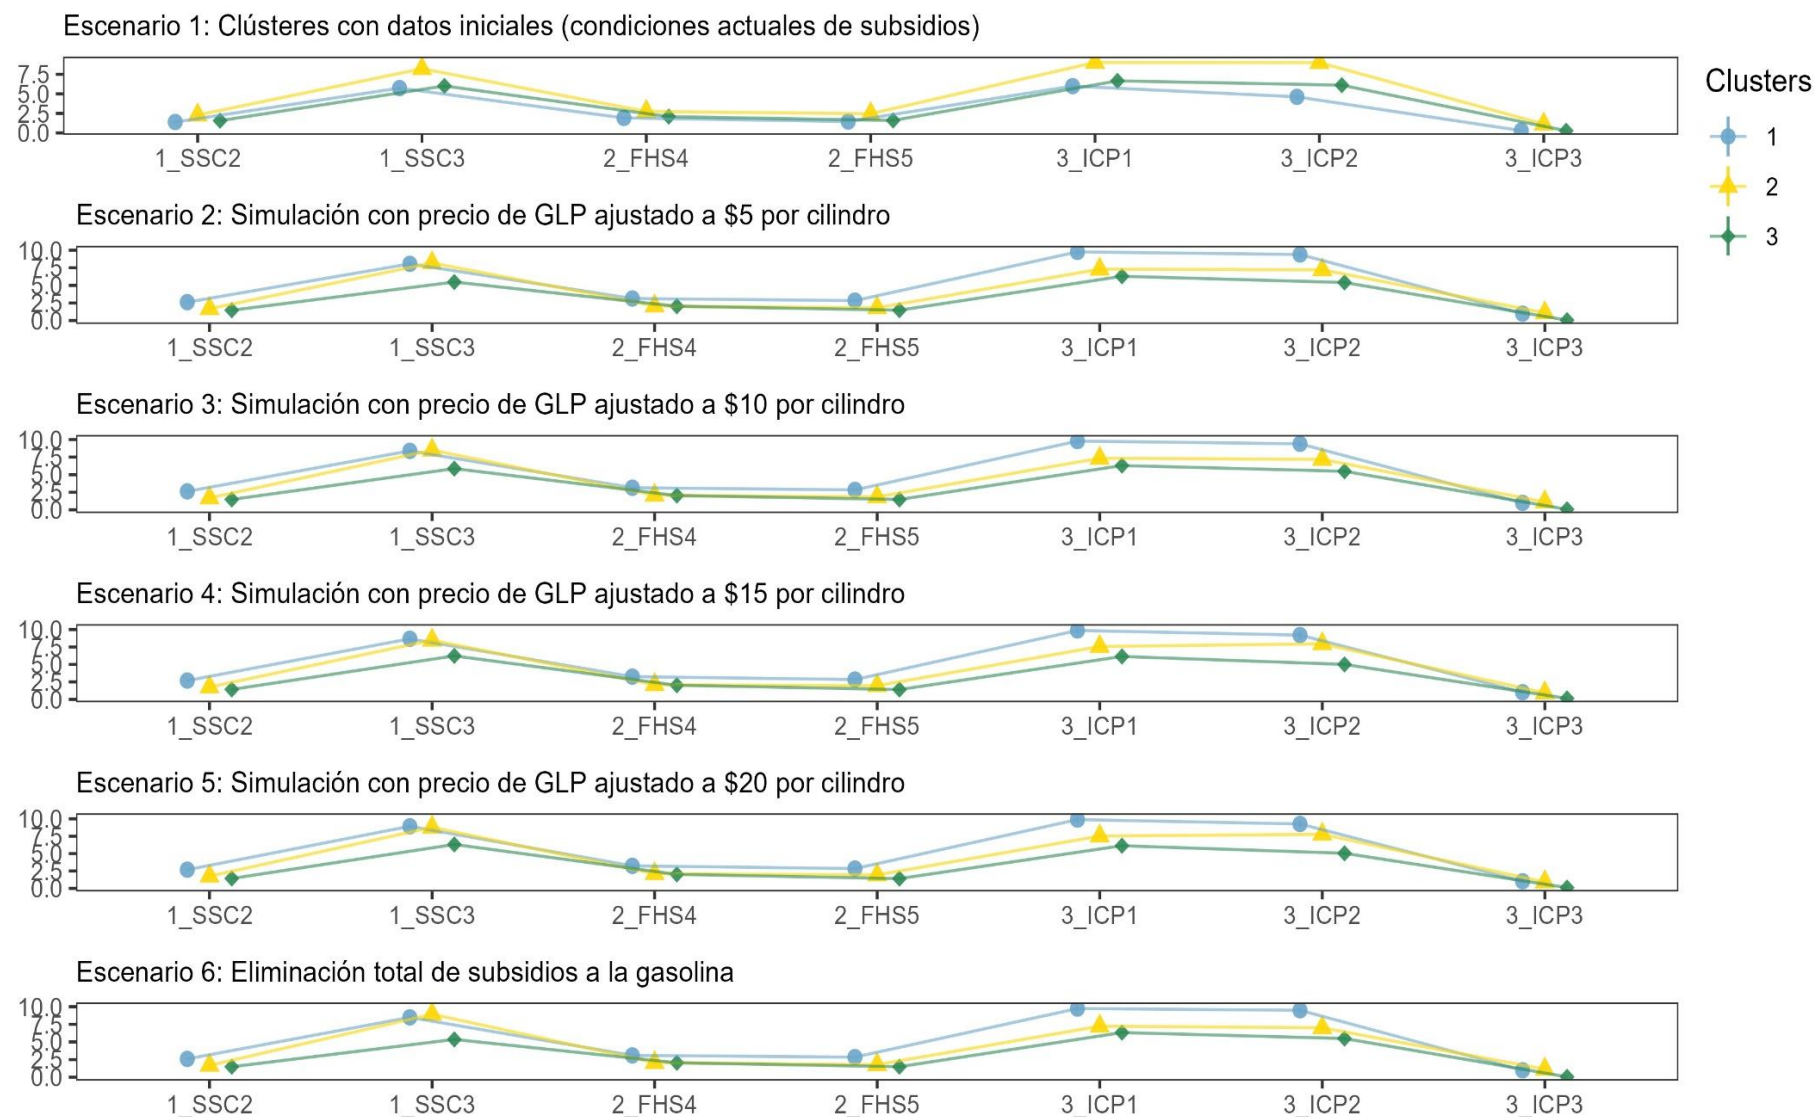 Escenario 1: Clústeres con datos iniciales (condiciones actuales de subsidios)
7.5
5.0
2.5
0.0
1_SSC2 1_SSC3 2_FHS4 2_FHS5 3_ICP1 3_ICP2 3_ICP3
Clusters
1
2
3
Escenario 2: Simulación con precio de GLP ajustado a $5 por cilindro
10.0
7.5
5.0
2.5
0.0
1_SSC2 1_SSC3 2_FHS4 2_FHS5 3_ICP1 3_ICP2 3_ICP3
Escenario 3: Simulación con precio de GLP ajustado a $10 por cilindro
10.0
7.5
5.0
2.5
0.0
1_SSC2 1_SSC3 2_FHS4 2_FHS5 3_ICP1 3_ICP2 3_ICP3
Escenario 4: Simulación con precio de GLP ajustado a $15 por cilindro
10.0
7.5
5.0
2.5
0.0
1_SSC2 1_SSC3 2_FHS4 2_FHS5 3_ICP1 3_ICP2 3_ICP3
Escenario 5: Simulación con precio de GLP ajustado a $20 por cilindro
10.0
7.5
5.0
2.5
0.0
1_SSC2 1_SSC3 2_FHS4 2_FHS5 3_ICP1 3_ICP2 3_ICP3
Escenario 6: Eliminación total de subsidios a la gasolina
10.0
7.5
5.0
2.5
0.0
1_SSC2 1_SSC3 2_FHS4 2_FHS5 3_ICP1 3_ICP2 3_ICP3